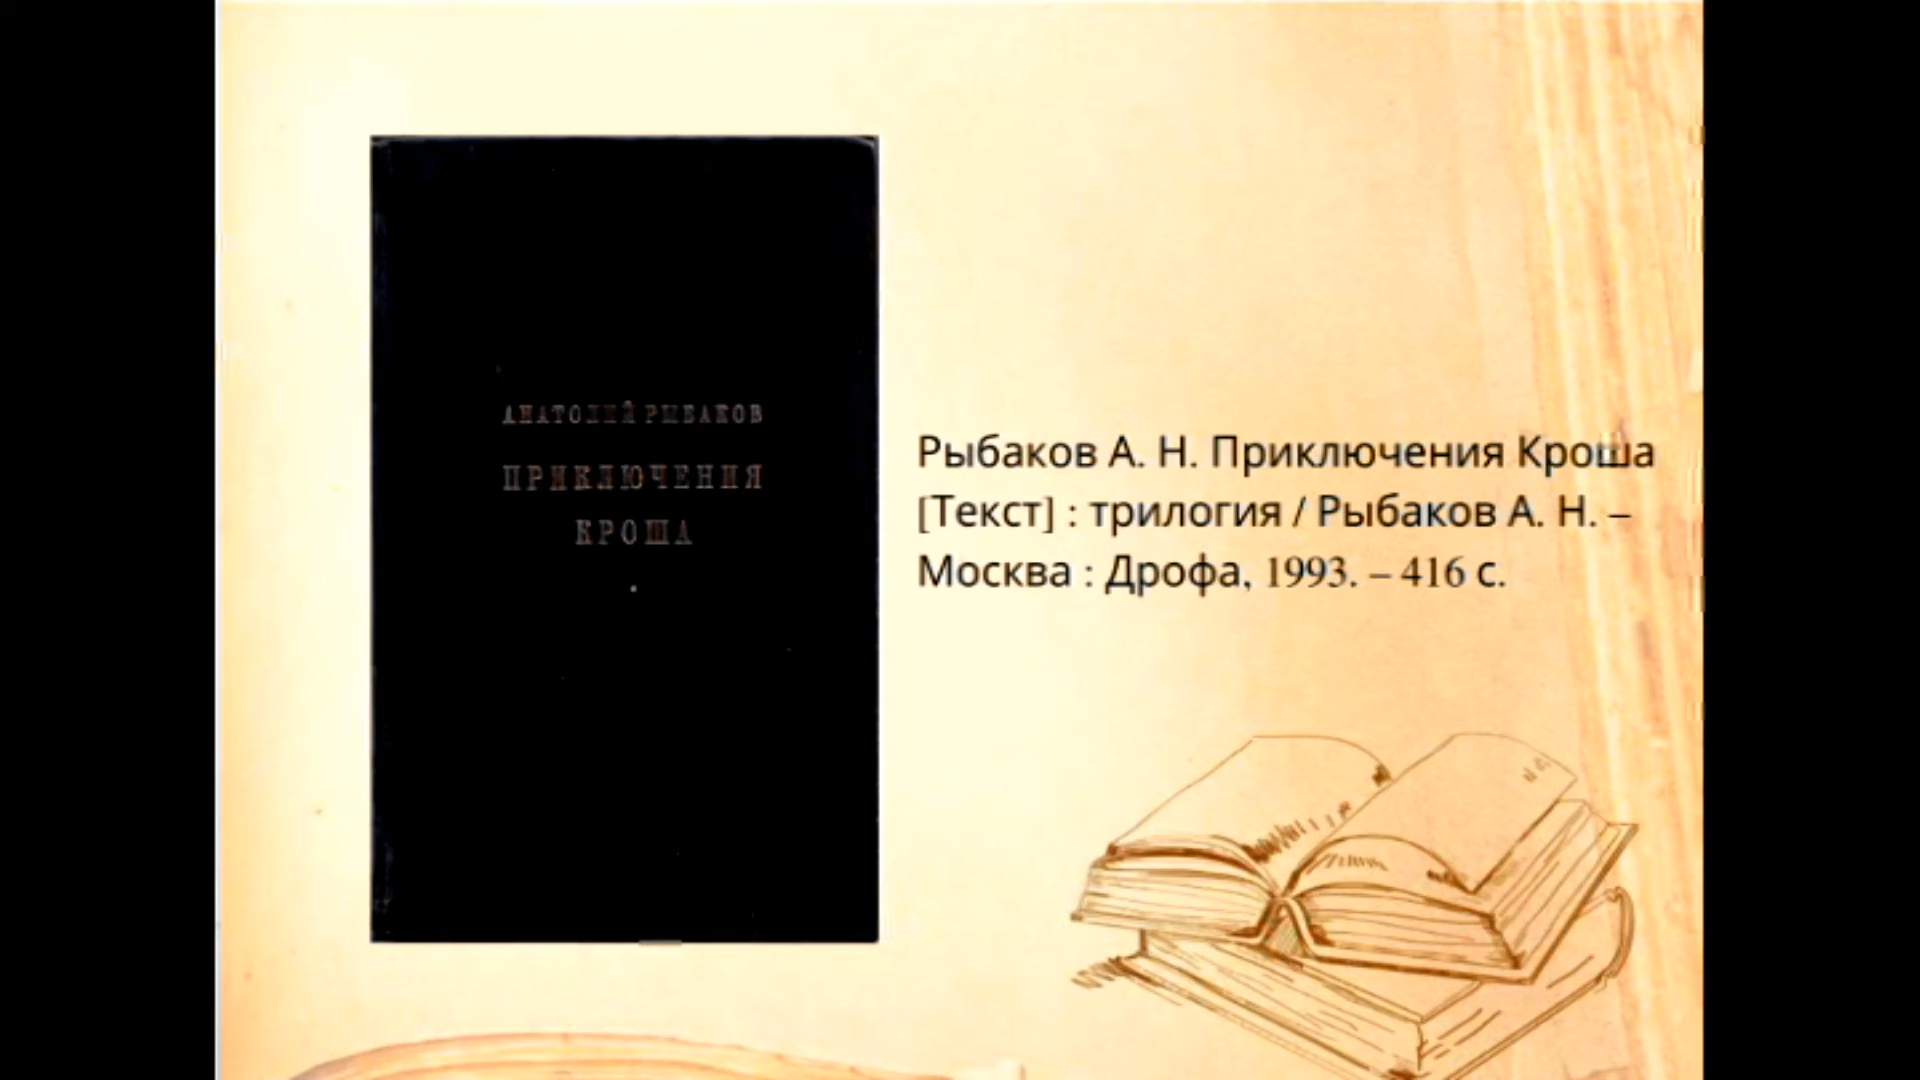 АНАТОЛИЙ РЫБАКОВ
ПРИКЛЮЧЕНИЯ
КРОША
Рыбаков А. Н. Приключения Кроша
[Текст] : трилогия / Рыбаков А. Н. –
Москва : Дрофа, 1993. – 416 с.